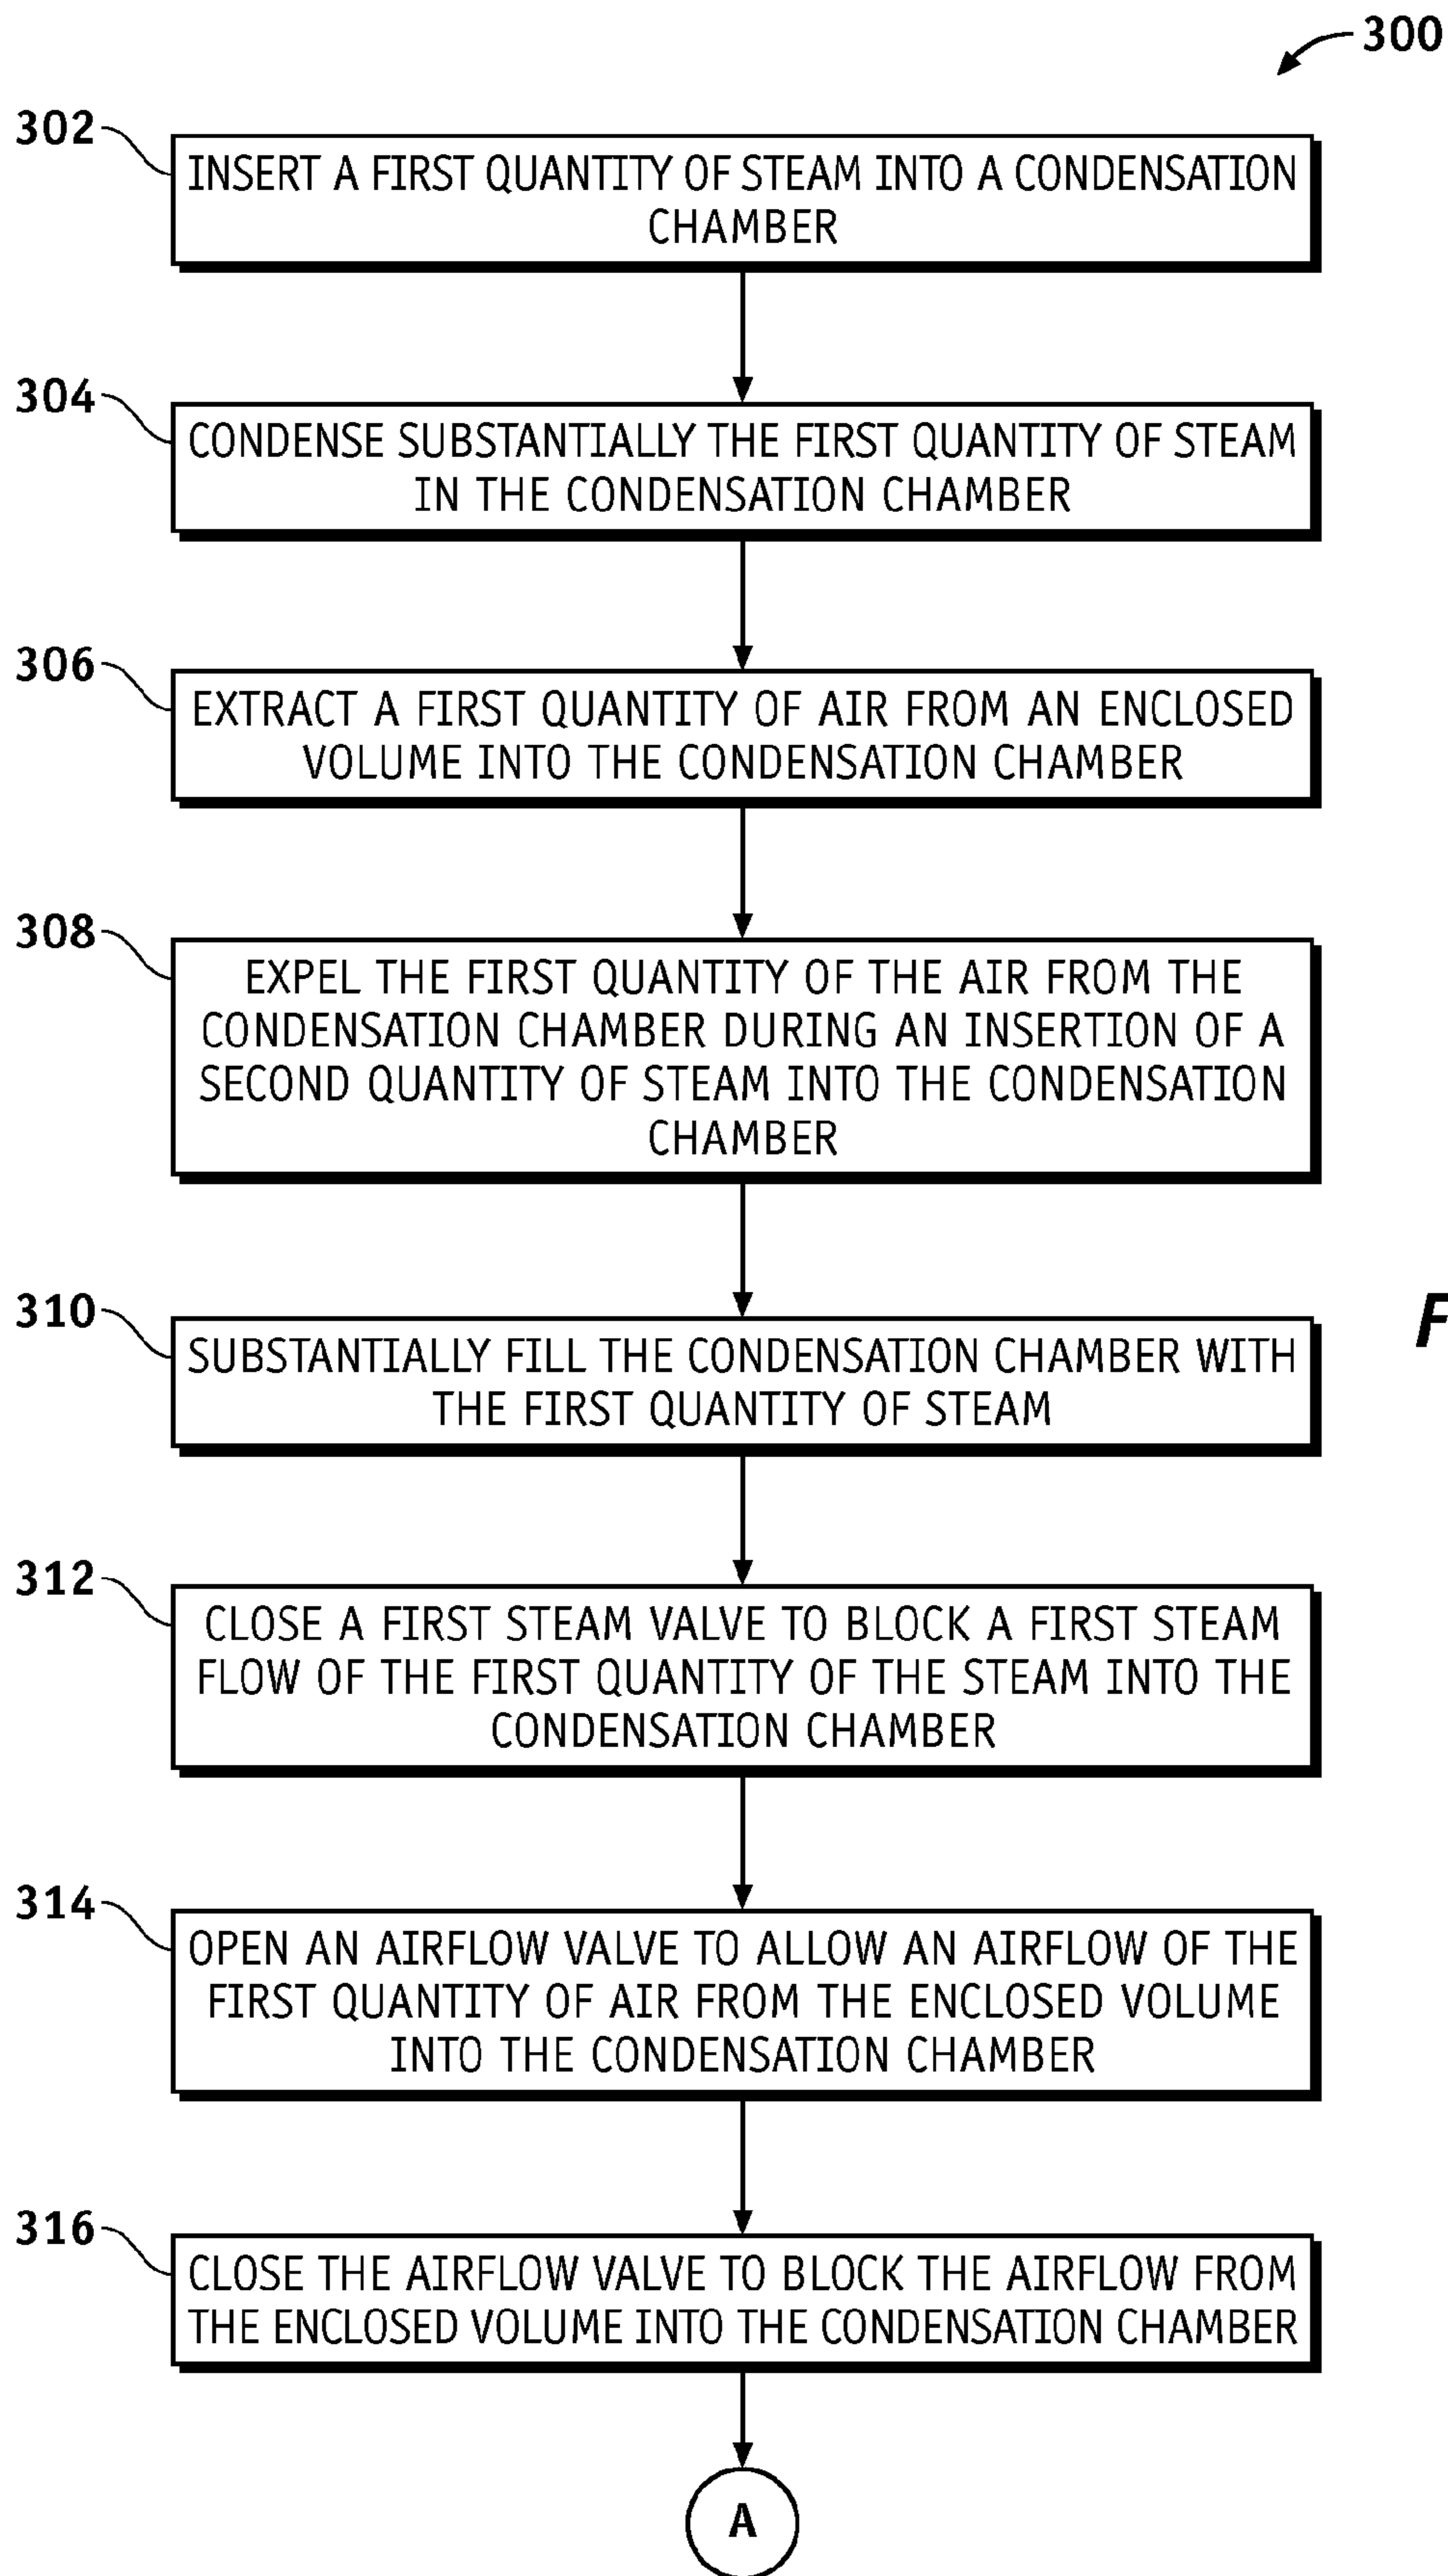 300
302
INSERT A FIRST QUANTITY OF STEAM INTO A CONDENSATION
CHAMBER
304
CONDENSE SUBSTANTIALLY THE FIRST QUANTITY OF STEAM
IN THE CONDENSATION CHAMBER
306
EXTRACT A FIRST QUANTITY OF AIR FROM AN ENCLOSED
VOLUME INTO THE CONDENSATION CHAMBER
308
EXPEL THE FIRST QUANTITY OF THE AIR FROM THE
CONDENSATION CHAMBER DURING AN INSERTION OF A
SECOND QUANTITY OF STEAM INTO THE CONDENSATION
CHAMBER
310
SUBSTANTIALLY FILL THE CONDENSATION CHAMBER WITH
THE FIRST QUANTITY OF STEAM
F
312
CLOSE A FIRST STEAM VALVE TO BLOCK A FIRST STEAM
FLOW OF THE FIRST QUANTITY OF THE STEAM INTO THE
CONDENSATION CHAMBER
314
OPEN AN AIRFLOW VALVE TO ALLOW AN AIRFLOW OF THE
FIRST QUANTITY OF AIR FROM THE ENCLOSED VOLUME
INTO THE CONDENSATION CHAMBER
316
CLOSE THE AIRFLOW VALVE TO BLOCK THE AIRFLOW FROM
THE ENCLOSED VOLUME INTO THE CONDENSATION CHAMBER
A